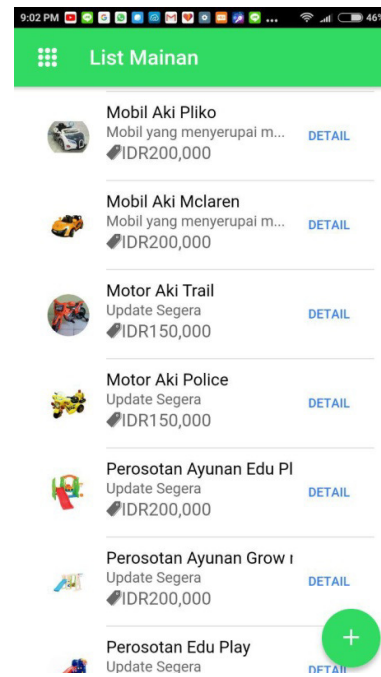 9:02 PM ... 46%
List Mainan
Mobil Aki Pliko
Mobil yang menyerupai m...
DETAIL
IDR200,000
Mobil Aki Mclaren
Mobil yang menyerupai m...
DETAIL
IDR200,000
Motor Aki Trail
Update Segera
DETAIL
IDR150,000
Motor Aki Police
Update Segera
DETAIL
IDR150,000
Perosotan Ayunan Edu Pl
Update Segera
DETAIL
IDR200,000
Perosotan Ayunan Grow
Update Segera
DETAIL
IDR200,000
+
Perosotan Edu Play
Update Segera
DETAIL